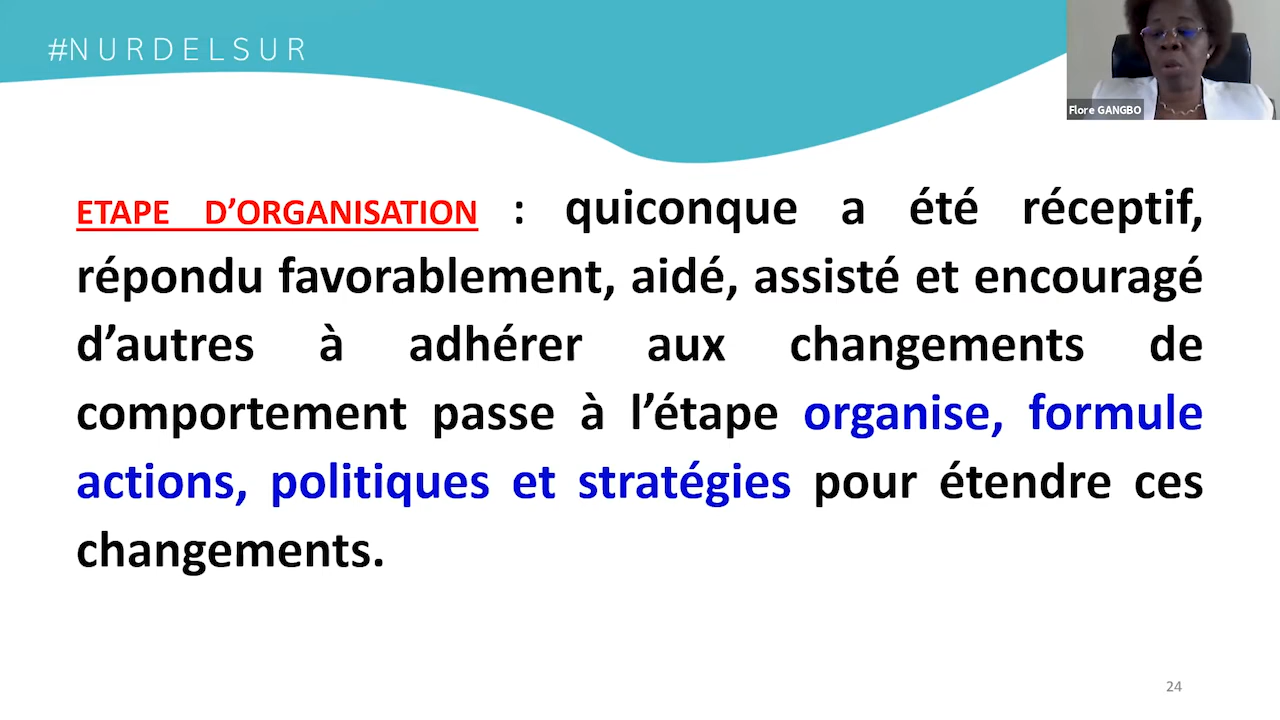 #NURDELSUR
Flore GANGBO
ETAPE D’ORGANISATION : quiconque a été réceptif,
répondu favorablement, aidé, assisté et encouragé
d’autres à adhérer aux changements de
comportement passe à l’étape organise, formule
actions, politiques et stratégies pour étendre ces
changements.
24